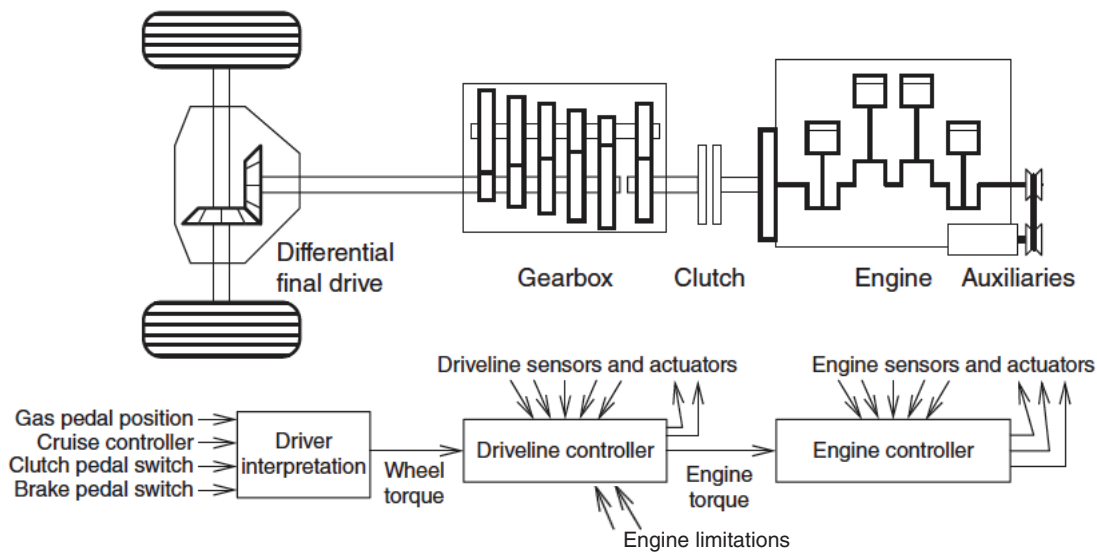 Differential
final drive
Gearbox
Clutch
Engine
Auxiliaries
Driveline sensors and actuators
Engine sensors and actuators
Gas pedal position
Cruise controller
Clutch pedal switch
Brake pedal switch
Driver
interpretation
Wheel
torque
Driveline controller
Engine
torque
Engine controller
Engine limitations